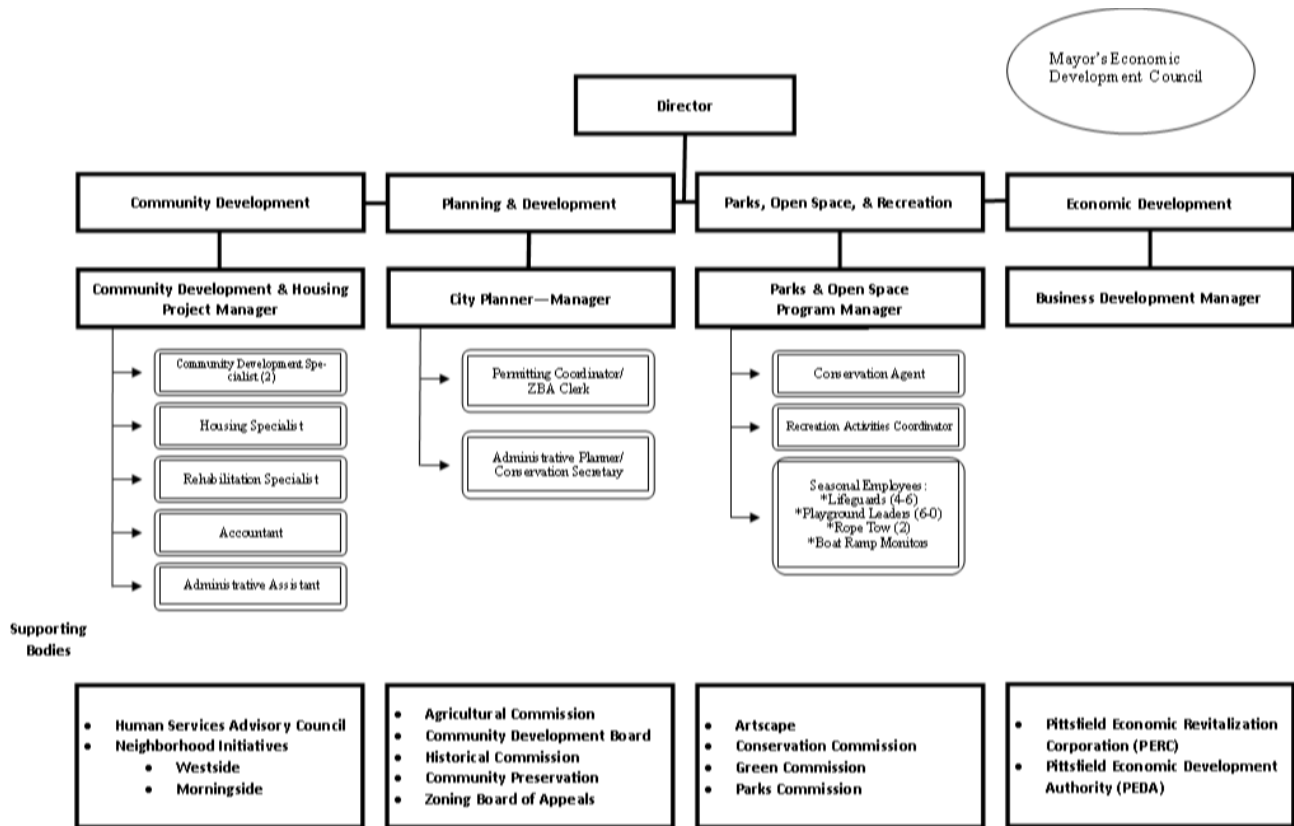 Mayor's Economic
Development Council
Director
Community Development
Planning & Development
Parks, Open Space, & Recreation
Economic Development
Community Development & Housing
Project Manager
City Planner—Manager
Parks & Open Space
Program Manager
Business Development Manager
Community Development Spe-
cialist (2)
Housing Specialist
Rehabilitation Specialist
Accountant
Administrative Assistant
Permitting Coordinator/
ZBA Clerk
Administrative Planner/
Conservation Secretary
Conservation Agent
Recreation Activities Coordinator
Seasonal Employees:
*Lifeguards (4-6)
*Playground Leaders (6-0)
*Rope Tow (2)
*Boat Ramp Monitors
Supporting
Bodies
• Human Services Advisory Council
• Neighborhood Initiatives
• Westside
• Morningside
• Agricultural Commission
• Community Development Board
• Historical Commission
• Community Preservation
• Zoning Board of Appeals
• Artscape
• Conservation Commission
• Green Commission
• Parks Commission
• Pittsfield Economic Revitalization
Corporation (PERC)
• Pittsfield Economic Development
Authority (PEDA)